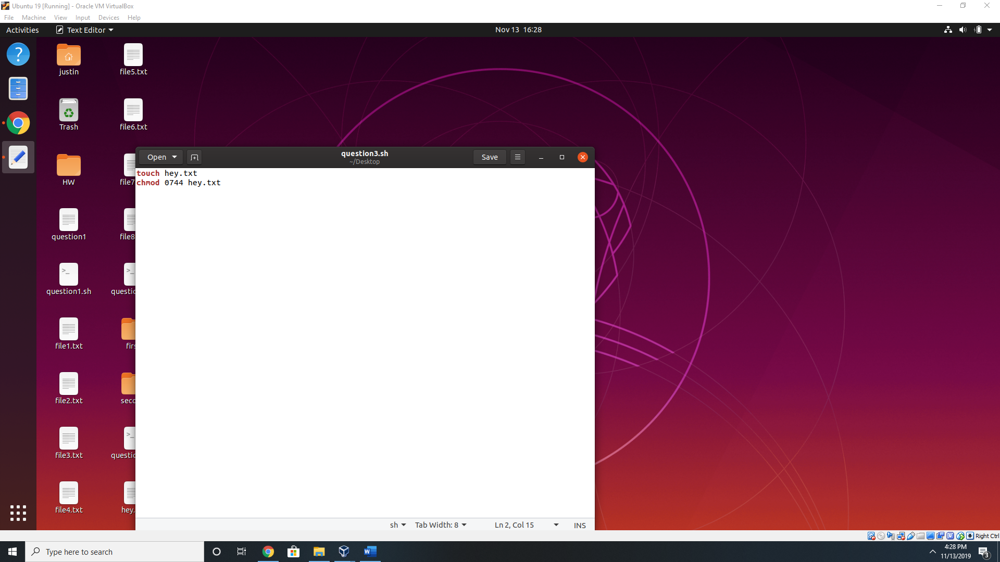 Ubuntu 19 [Running] - Oracle VM VirtualBox
File Machine View Input Devices Help
Activities Text Editor Nov 13 16:28
justin file5.txt
Trash file6.txt
Open question3.sh Save
~/Desktop
touch hey.txt
chmod 0744 hey.txt
HW file7
question1 file8
question1.sh questio
file1.txt firs
file2.txt seco
file3.txt questio
file4.txt hey.
sh Tab Width: 8 Ln 2, Col 15 INS
Right Ctrl
Type here to search
4:28 PM
11/13/2019
3